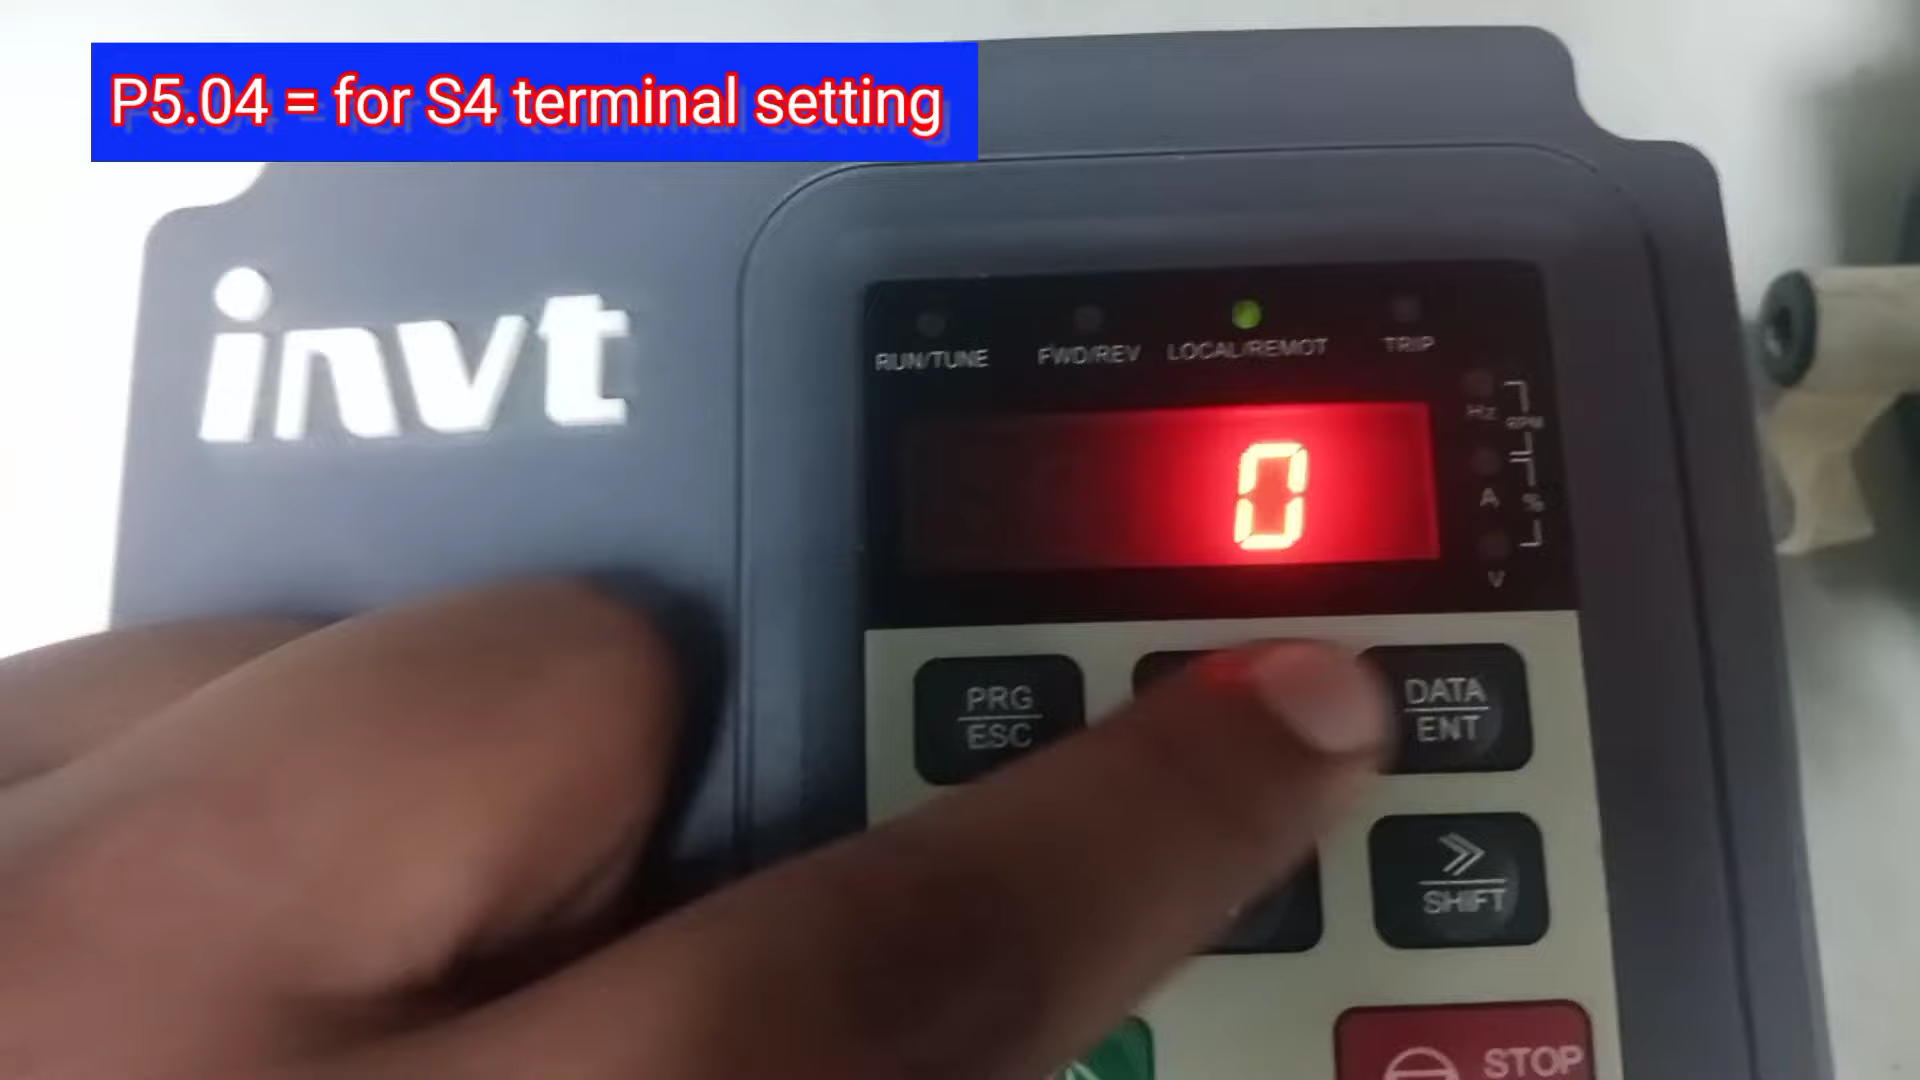 P5.04 = for S4 terminal setting
invt
RUN/TUNE FWD/REV LOCAL/REMOT TRIP
Hz
RPM
A
%
V
0
PRG
ESC
DATA
ENT
SHIFT
STOP